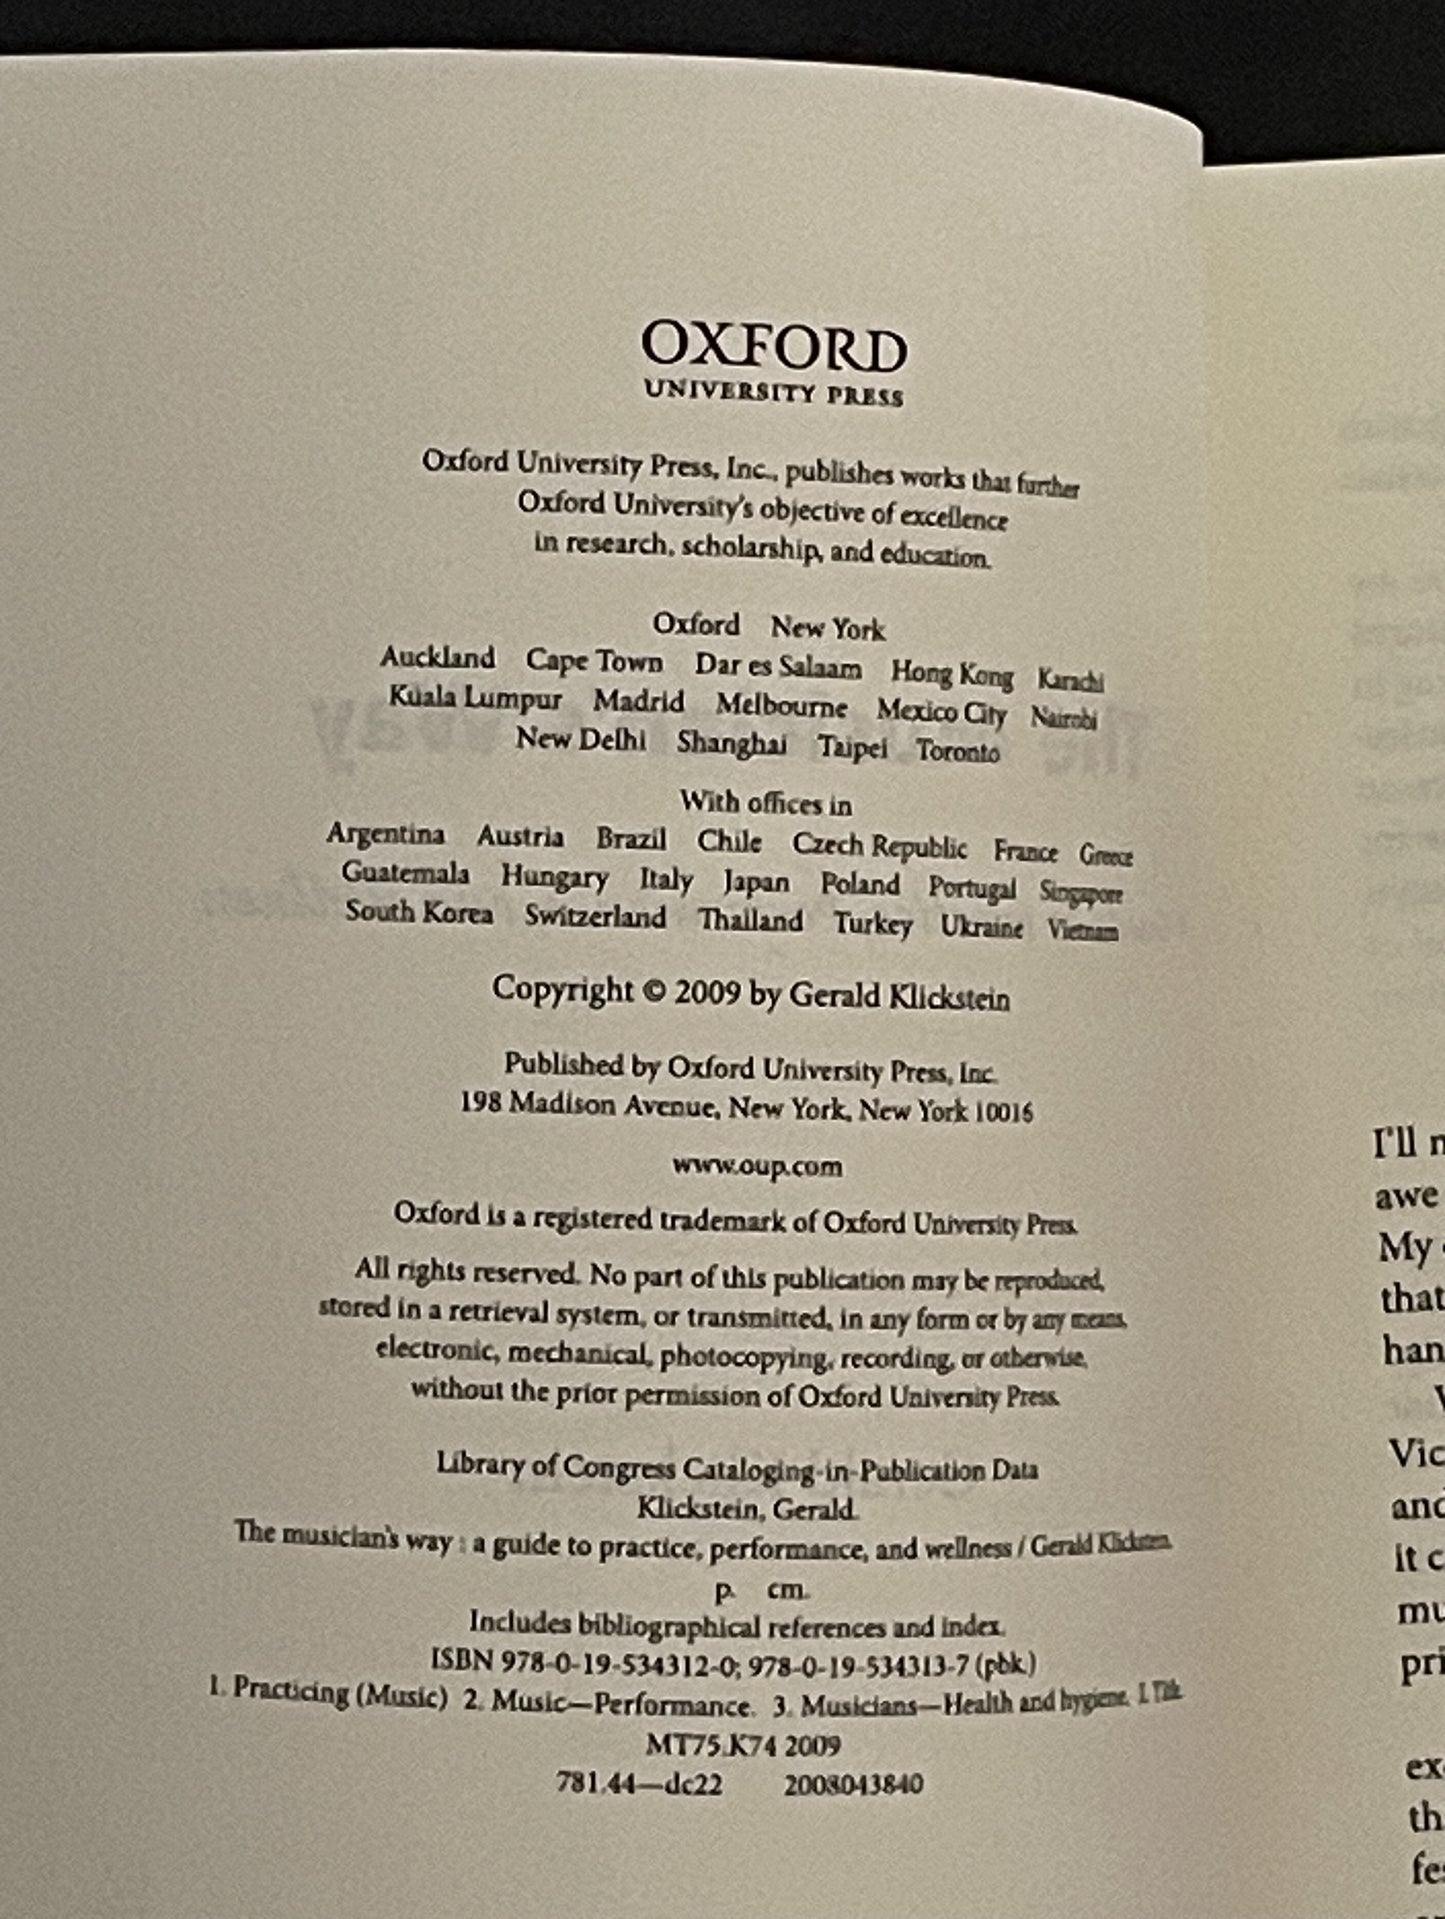 OXFORD
UNIVERSITY PRESS
Oxford University Press, Inc., publishes works that further
Oxford University's objective of excellence
in research, scholarship, and education.
Oxford New York
Auckland Cape Town Dar es Salaam Hong Kong Karachi
Kuala Lumpur Madrid Melbourne Mexico City Nairobi
New Delhi Shanghai Taipei Toronto
With offices in
Argentina Austria Brazil Chile Czech Republic France Greece
Guatemala Hungary Italy Japan Poland Portugal Singapore
South Korea Switzerland Thailand Turkey Ukraine Vietnam
Copyright © 2009 by Gerald Klickstein
Published by Oxford University Press, Inc.
198 Madison Avenue, New York, New York 10016
www.oup.com
Oxford is a registered trademark of Oxford University Press.
All rights reserved. No part of this publication may be reproduced,
stored in a retrieval system, or transmitted, in any form or by any means,
electronic, mechanical, photocopying, recording, or otherwise,
without the prior permission of Oxford University Press.
Library of Congress Cataloging-in-Publication Data
Klickstein, Gerald.
The musician's way : a guide to practice, performance, and wellness / Gerald Klickstein.
p. cm.
Includes bibliographical references and index.
ISBN 978-0-19-534312-0; 978-0-19-534313-7 (pbk.)
1. Practicing (Music) 2. Music—Performance. 3. Musicians—Health and hygiene. I. Title.
MT75.K74 2009
781.44—dc22 2008043840
I'll
awe
My
that
han
Vic
and
it c
mu
pri
ex
th
fes